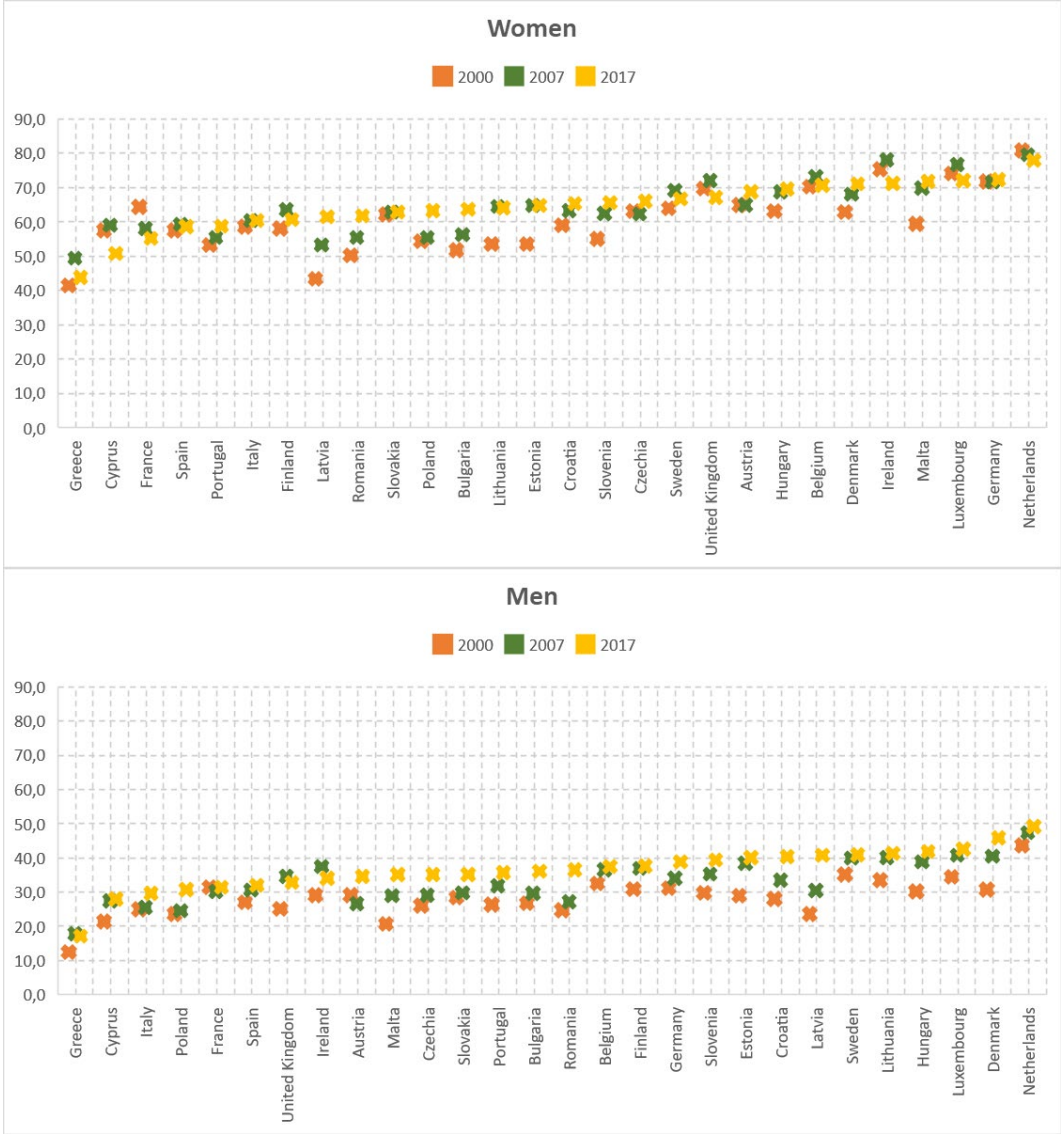 Women
2000 2007 2017
90,0
80,0
70,0
60,0
50,0
40,0
30,0
20,0
10,0
0,0
Greece
Cyprus
France
Spain
Portugal
Italy
Finland
Latvia
Romania
Slovakia
Poland
Bulgaria
Lithuania
Estonia
Croatia
Slovenia
Czechia
Sweden
United Kingdom
Austria
Hungary
Belgium
Denmark
Ireland
Malta
Luxembourg
Germany
Netherlands
Men
2000 2007 2017
90,0
80,0
70,0
60,0
50,0
40,0
30,0
20,0
10,0
0,0
Greece
Cyprus
Italy
Poland
France
Spain
United Kingdom
Ireland
Austria
Malta
Czechia
Slovakia
Portugal
Bulgaria
Romania
Belgium
Finland
Germany
Slovenia
Estonia
Croatia
Latvia
Sweden
Lithuania
Hungary
Luxembourg
Denmark
Netherlands